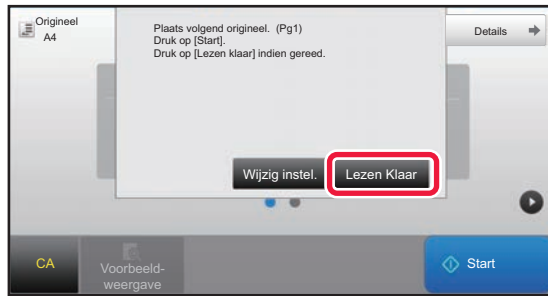 Origineel
A4
Plaats volgend origineel. (Pg1)
Druk op [Start].
Druk op [Lezen klaar] indien gereed.
Details
Wijzig instel.
Lezen Klaar
CA
Voorbeeld-
weergave
Start